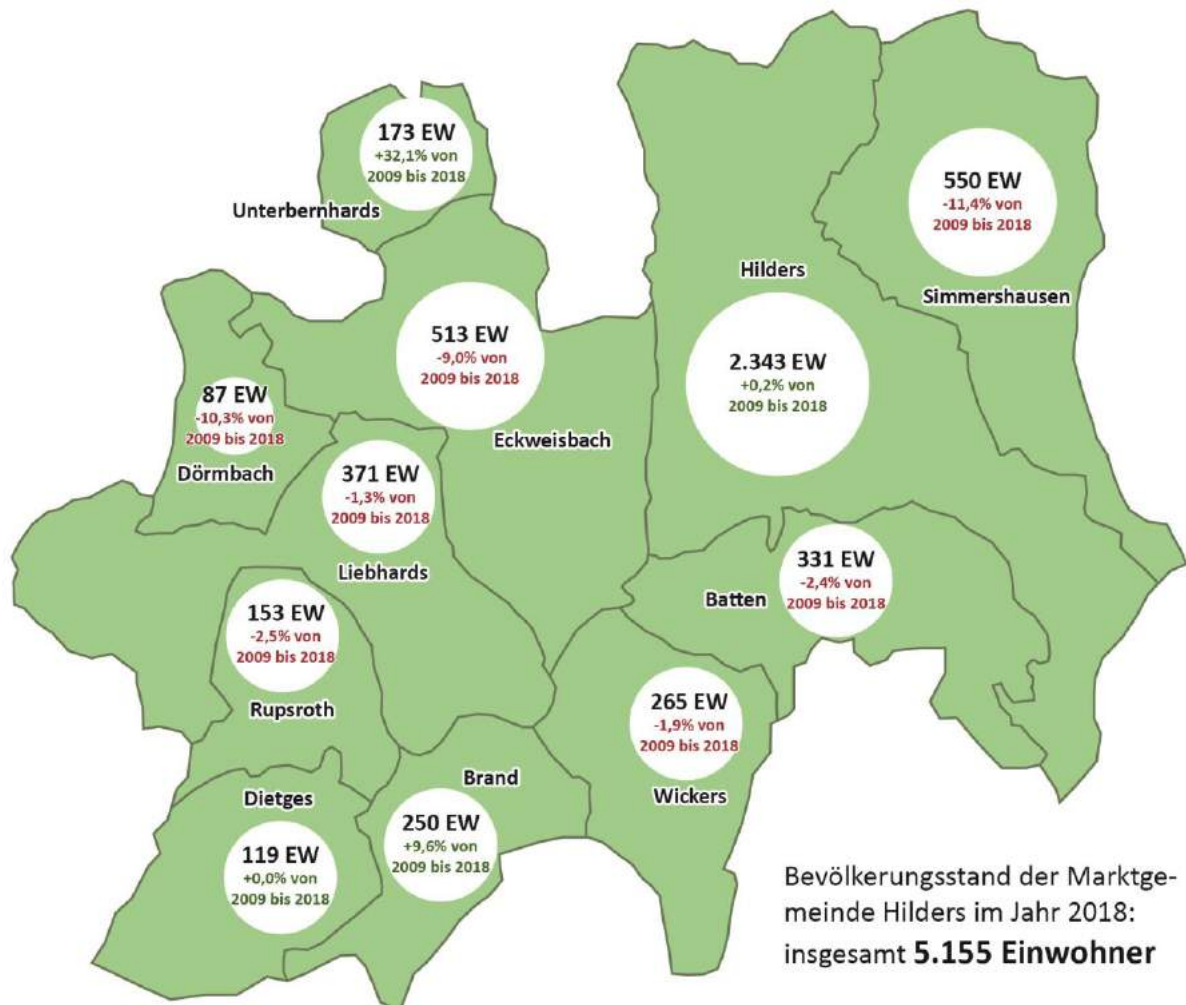 173 EW
+32,1% von
2009 bis 2018
Unterbernhards
550 EW
-11,4% von
2009 bis 2018
Simmershausen
Hilders
2.343 EW
+0,2% von
2009 bis 2018
513 EW
-9,0% von
2009 bis 2018
Eckweisbach
87 EW
-10,3% von
2009 bis 2018
Dörmbach
371 EW
-1,3% von
2009 bis 2018
Liebhards
331 EW
-2,4% von
2009 bis 2018
Batten
153 EW
-2,5% von
2009 bis 2018
Rupsroth
265 EW
-1,9% von
2009 bis 2018
Wickers
Brand
250 EW
+9,6% von
2009 bis 2018
Dietges
119 EW
+0,0% von
2009 bis 2018
Bevölkerungsstand der Marktge-
meinde Hilders im Jahr 2018:
insgesamt 5.155 Einwohner